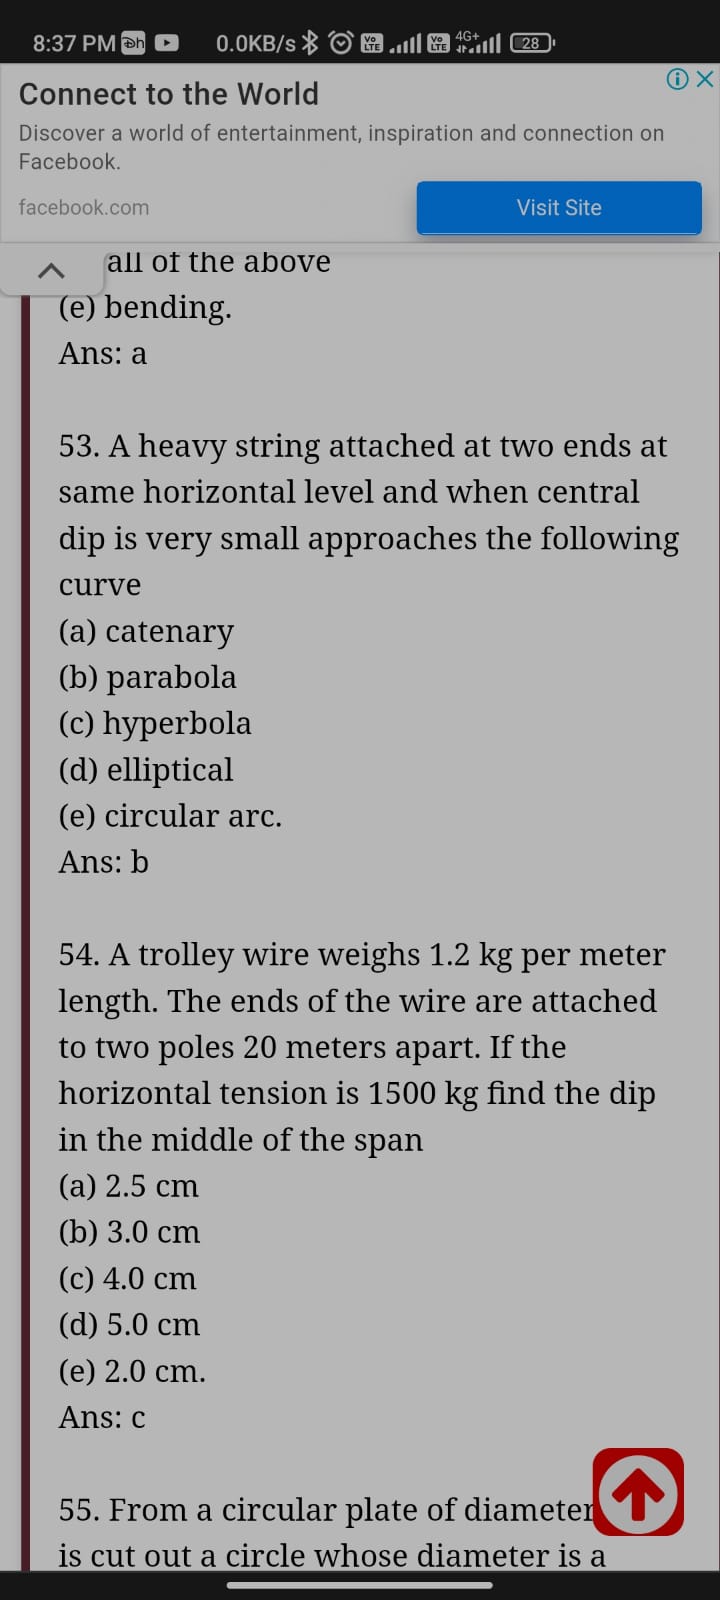 8:37 PM Dh 0.0KB/s Vo LTE Vo LTE 4G+ 28
Connect to the World
Discover a world of entertainment, inspiration and connection on
Facebook.
facebook.com
Visit Site
all of the above
(e) bending.
Ans: a
53. A heavy string attached at two ends at
same horizontal level and when central
dip is very small approaches the following
curve
(a) catenary
(b) parabola
(c) hyperbola
(d) elliptical
(e) circular arc.
Ans: b
54. A trolley wire weighs 1.2 kg per meter
length. The ends of the wire are attached
to two poles 20 meters apart. If the
horizontal tension is 1500 kg find the dip
in the middle of the span
(a) 2.5 cm
(b) 3.0 cm
(c) 4.0 cm
(d) 5.0 cm
(e) 2.0 cm.
Ans: c
55. From a circular plate of diameter
is cut out a circle whose diameter is a